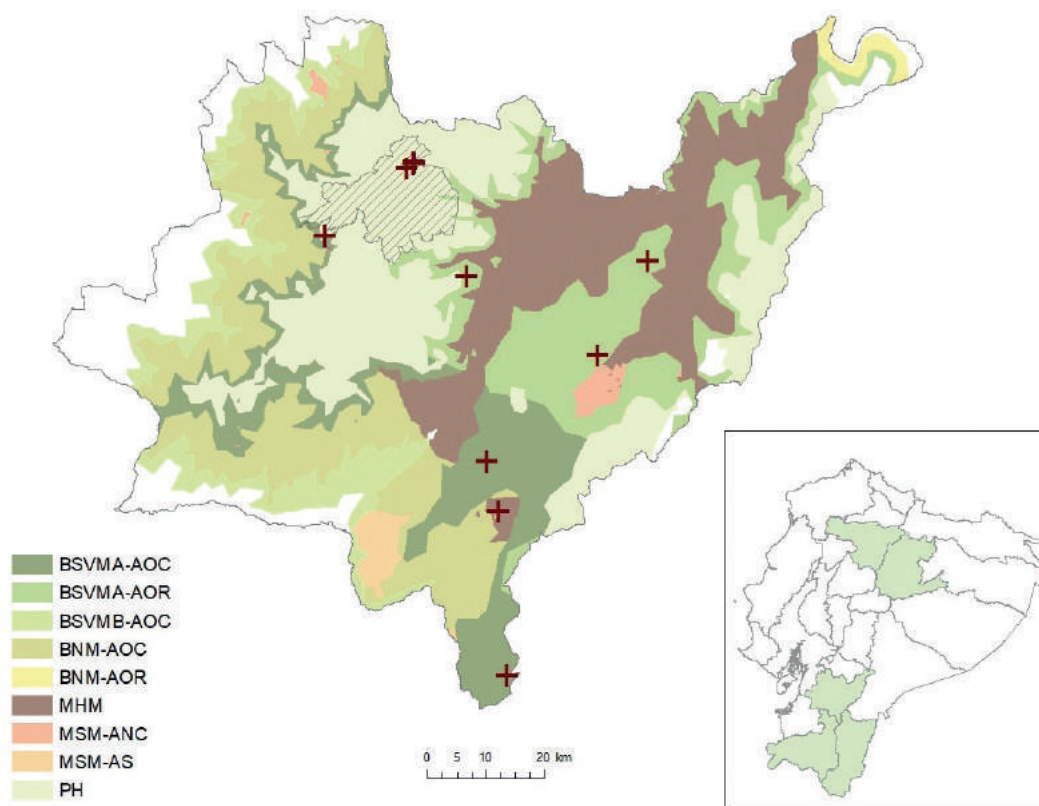 BSVMA-AOC
BSVMA-AOR
BSVMB-AOC
BNM-AOC
BNM-AOR
MHM
MSM-ANC
MSM-AS
PH
0 5 10 20 km